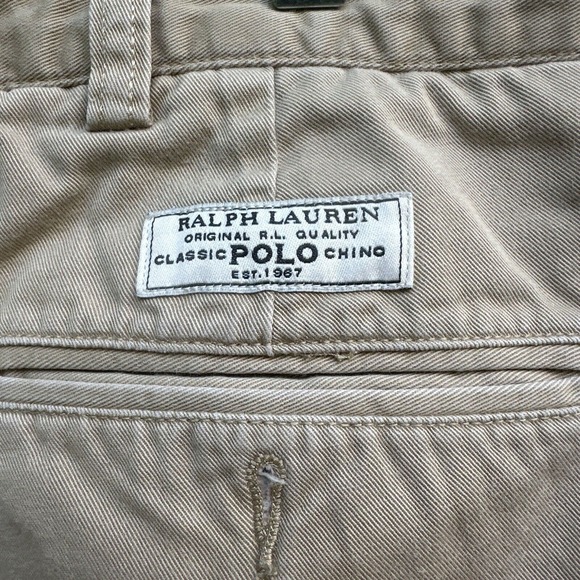 RALPH LAUREN
ORIGINAL R.L. QUALITY
CLASSIC POLO CHINO
EST. 1967